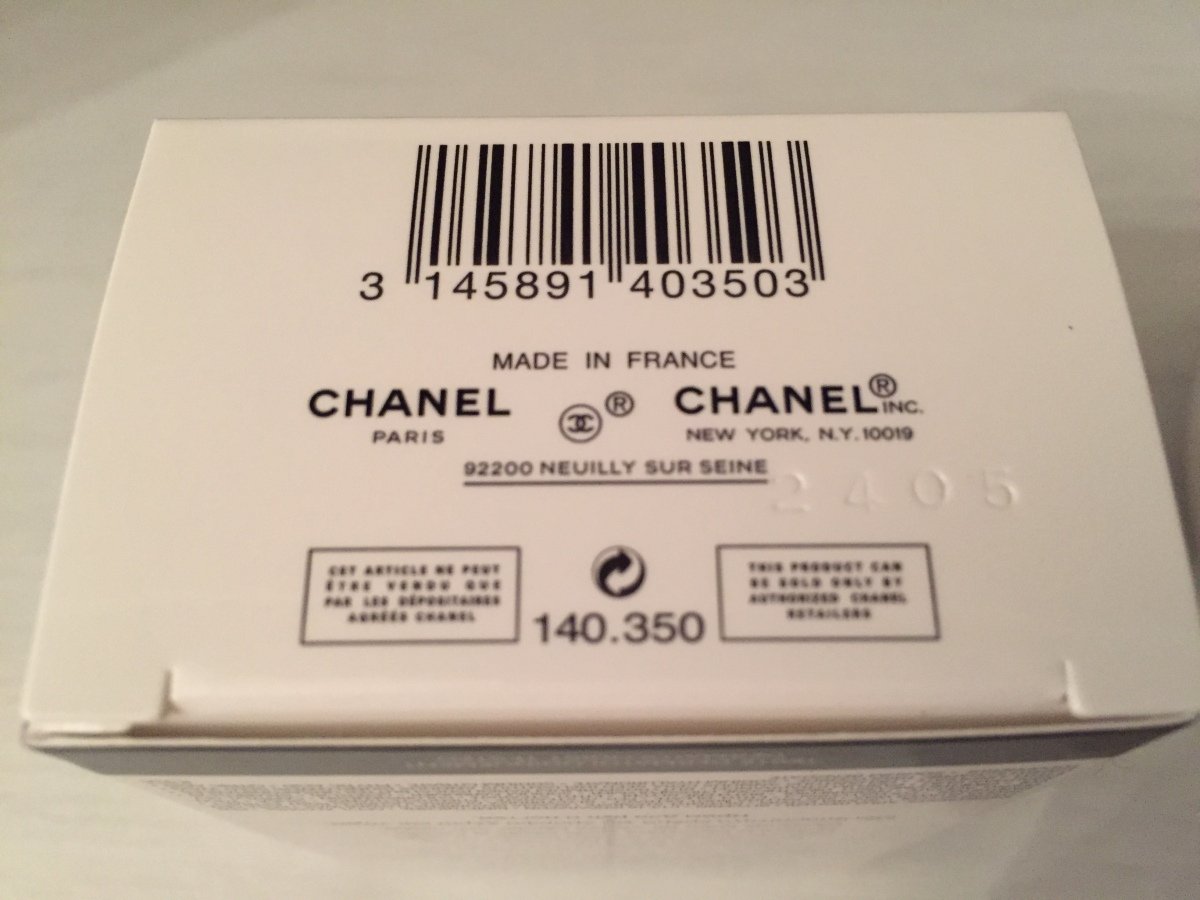 3 145891 403503
MADE IN FRANCE
CHANEL ® CHANEL® INC.
PARIS NEW YORK, N.Y. 10019
92200 NEUILLY SUR SEINE
2405
CET ARTICLE NE PEUT
ÊTRE VENDU QUE
PAR LES DÉPOSITAIRES
AGRÉÉS CHANEL
140.350
THIS PRODUCT CAN
BE SOLD ONLY BY
AUTHORIZED CHANEL
RETAILERS